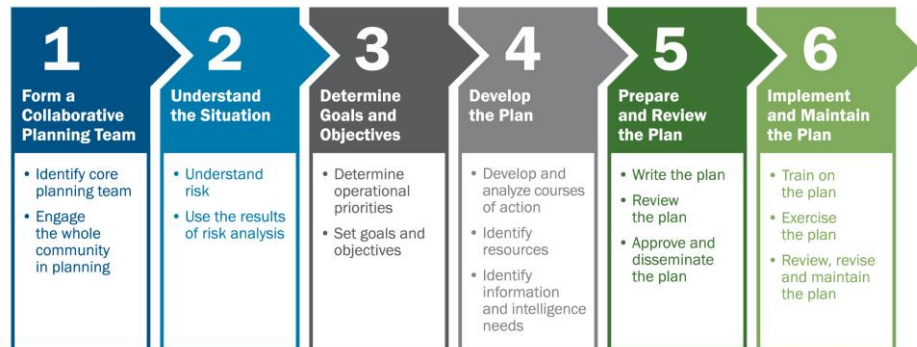 1
Form a
Collaborative
Planning Team
• Identify core
planning team
• Engage
the whole
community
in planning
2
Understand
the Situation
• Understand
risk
• Use the results
of risk analysis
3
Determine
Goals and
Objectives
• Determine
operational
priorities
• Set goals and
objectives
4
Develop
the Plan
• Develop and
analyze courses
of action
• Identify
resources
• Identify
information
and intelligence
needs
5
Prepare
and Review
the Plan
• Write the plan
• Review
the plan
• Approve and
disseminate
the plan
6
Implement
and Maintain
the Plan
• Train on
the plan
• Exercise
the plan
• Review, revise
and maintain
the plan